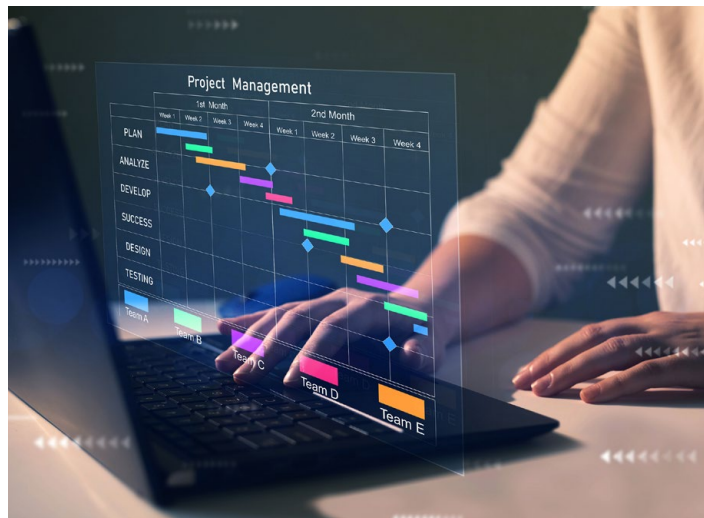 Project Management
1st Month 2nd Month
Week 1 Week 2 Week 3 Week 4 Week 1 Week 2 Week 3 Week 4
PLAN
ANALYZE
DEVELOP
SUCCESS
DESIGN
TESTING
Team A Team B Team C Team D Team E